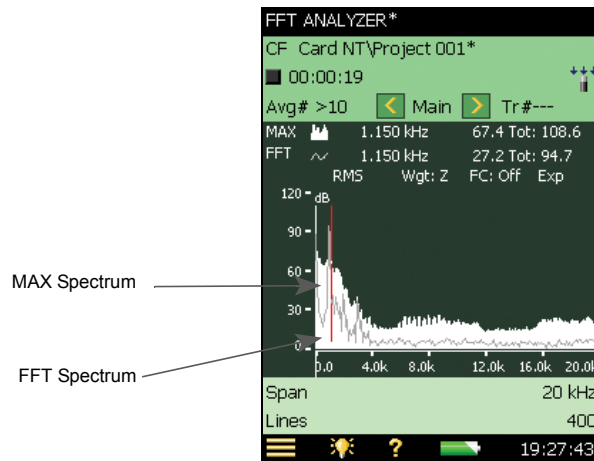 FFT ANALYZER*
CF Card NT\Project 001*
00:00:19
Avg# >10 < Main > Tr#---
MAX 1.150 kHz 67.4 Tot: 108.6
FFT 1.150 kHz 27.2 Tot: 94.7
RMS Wgt: Z FC: Off Exp
120 dB
90
60
MAX Spectrum
30
0
FFT Spectrum
0.0 4.0k 8.0k 12.0k 16.0k 20.0k
Span 20 kHz
Lines 400
? 19:27:43